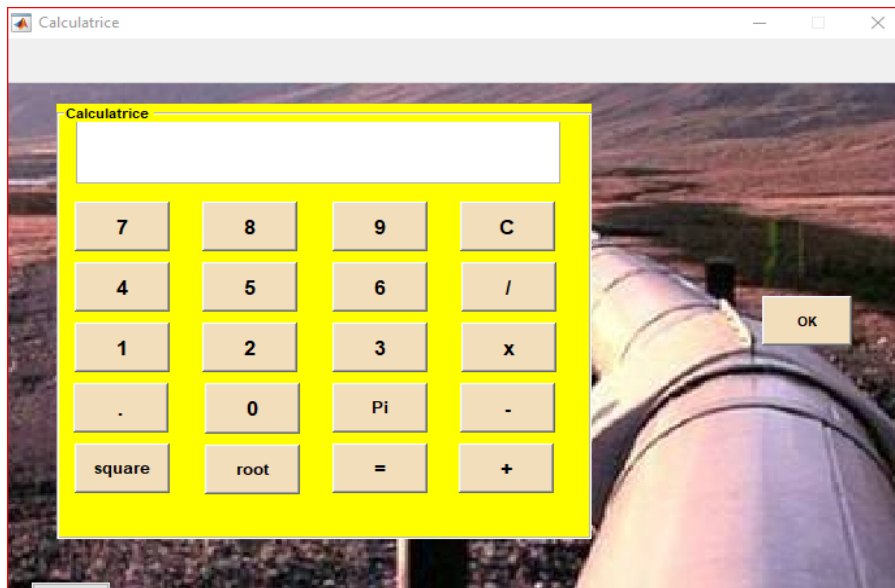 Calculatrice
Calculatrice
7 8 9 C
4 5 6 /
1 2 3 x
OK
. 0 Pi -
square root = +